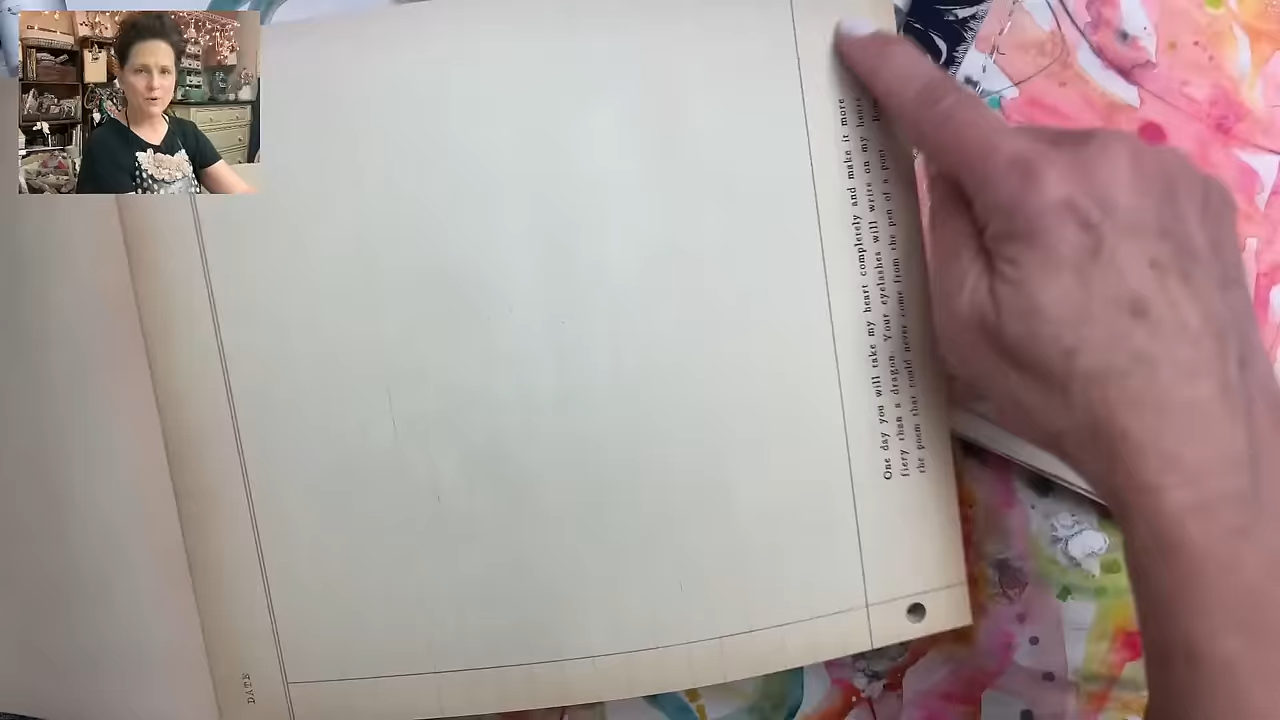 One day you will take my heart completely and make it more
fiery than a dragon. Your eyelashes will write on my heart
the poem that could never come from the pen of a poet.
DATE